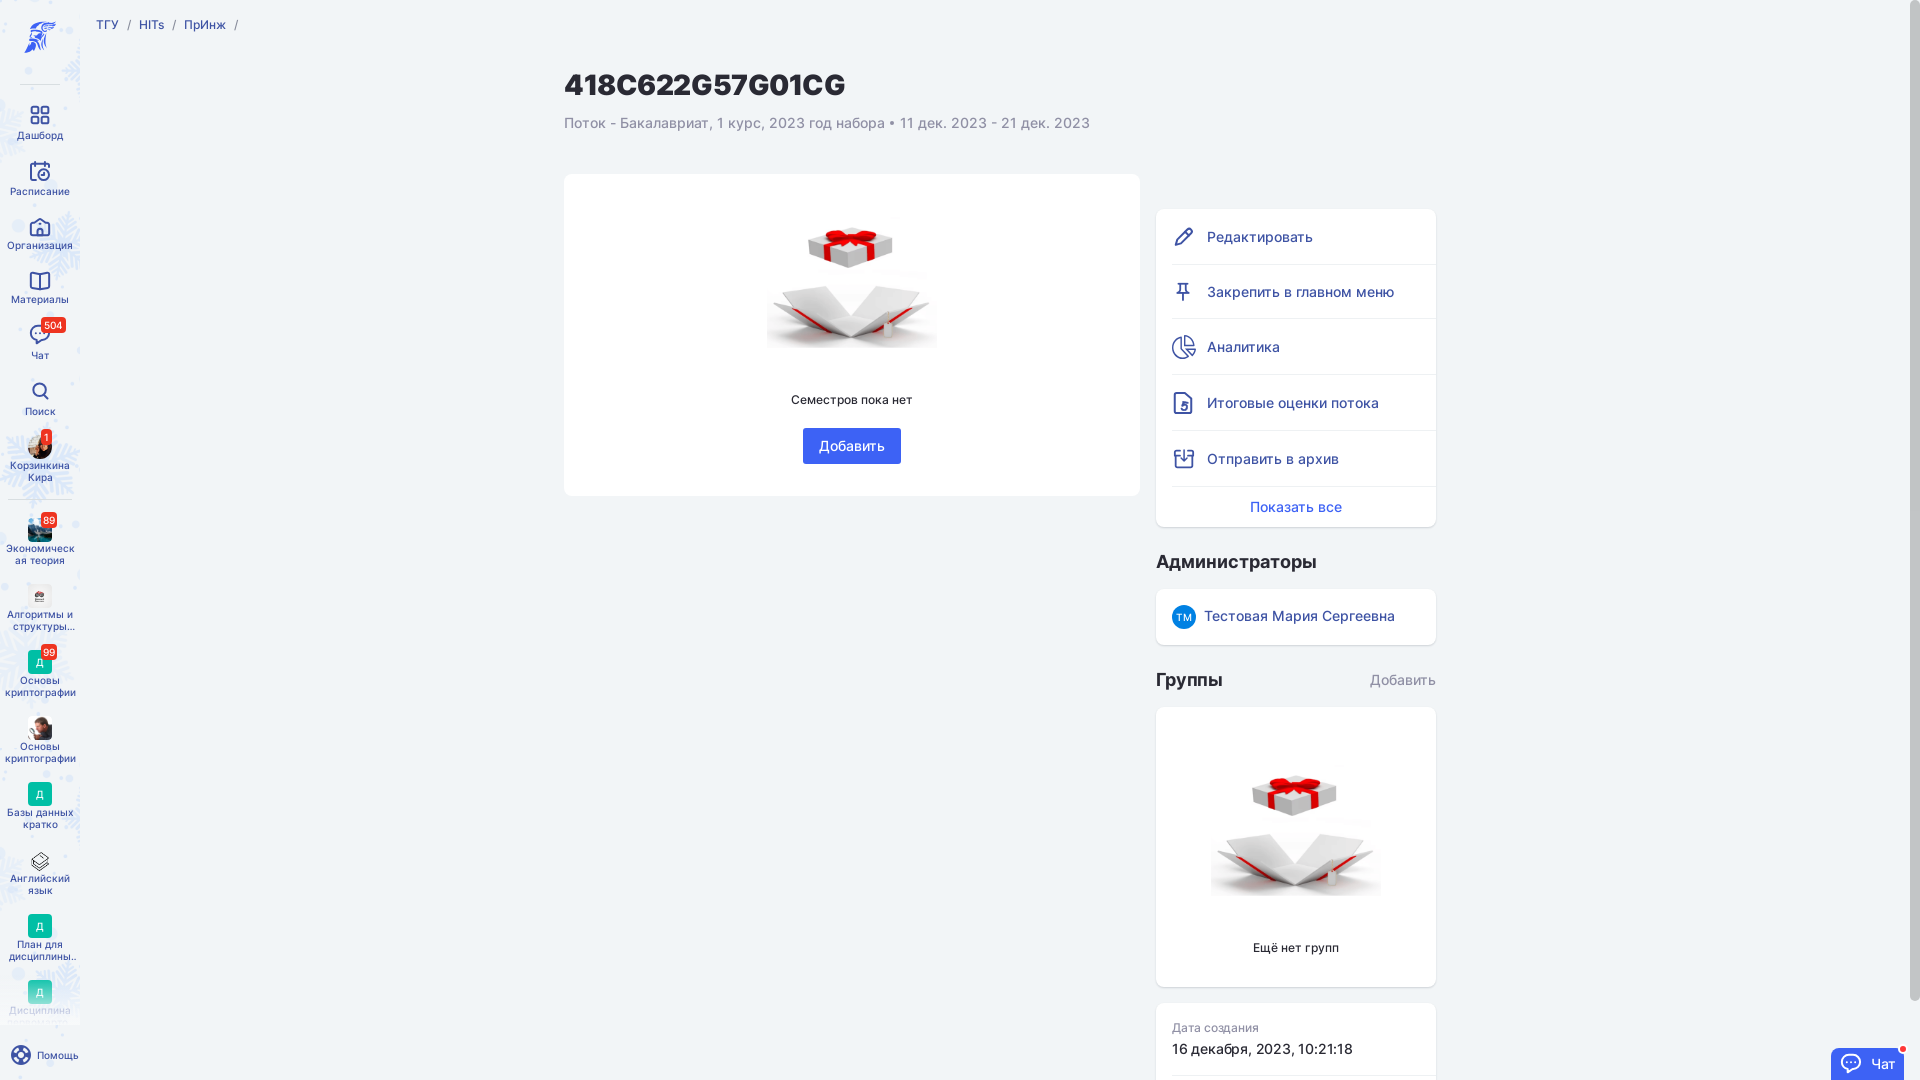 ТГУ / HITs / ПрИнж /
418C622G57G01CG
Поток - Бакалавриат, 1 курс, 2023 год набора • 11 дек. 2023 - 21 дек. 2023
Дашборд
Расписание
Организация
Материалы
504
Чат
Поиск
1
Корзинкина
Кира
89
Экономическ
ая теория
Алгоритмы и
структуры...
99
Д
Основы
криптографии
Основы
криптографии
Д
Базы данных
кратко
Английский
язык
Д
План для
дисциплины..
Д
Дисциплина
Помощь
Семестров пока нет
Добавить
Редактировать
Закрепить в главном меню
Аналитика
5
Итоговые оценки потока
Отправить в архив
Показать все
Администраторы
ТМ
Тестовая Мария Сергеевна
Группы
Добавить
Ещё нет групп
Дата создания
16 декабря, 2023, 10:21:18
Чат